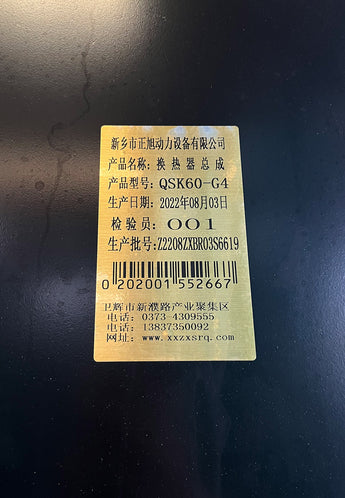 新乡市正旭动力设备有限公司
产品名称: 换热器总成
产品型号: QSK60-G4
生产日期: 2022年08月03日
检验员: 001
生产批号: Z2208ZXBR03S6619
0 202001 552667
卫辉市新濮路产业聚集区
电话: 0373-4309555
电话: 13837350092
网址: www.xxzxsrq.com